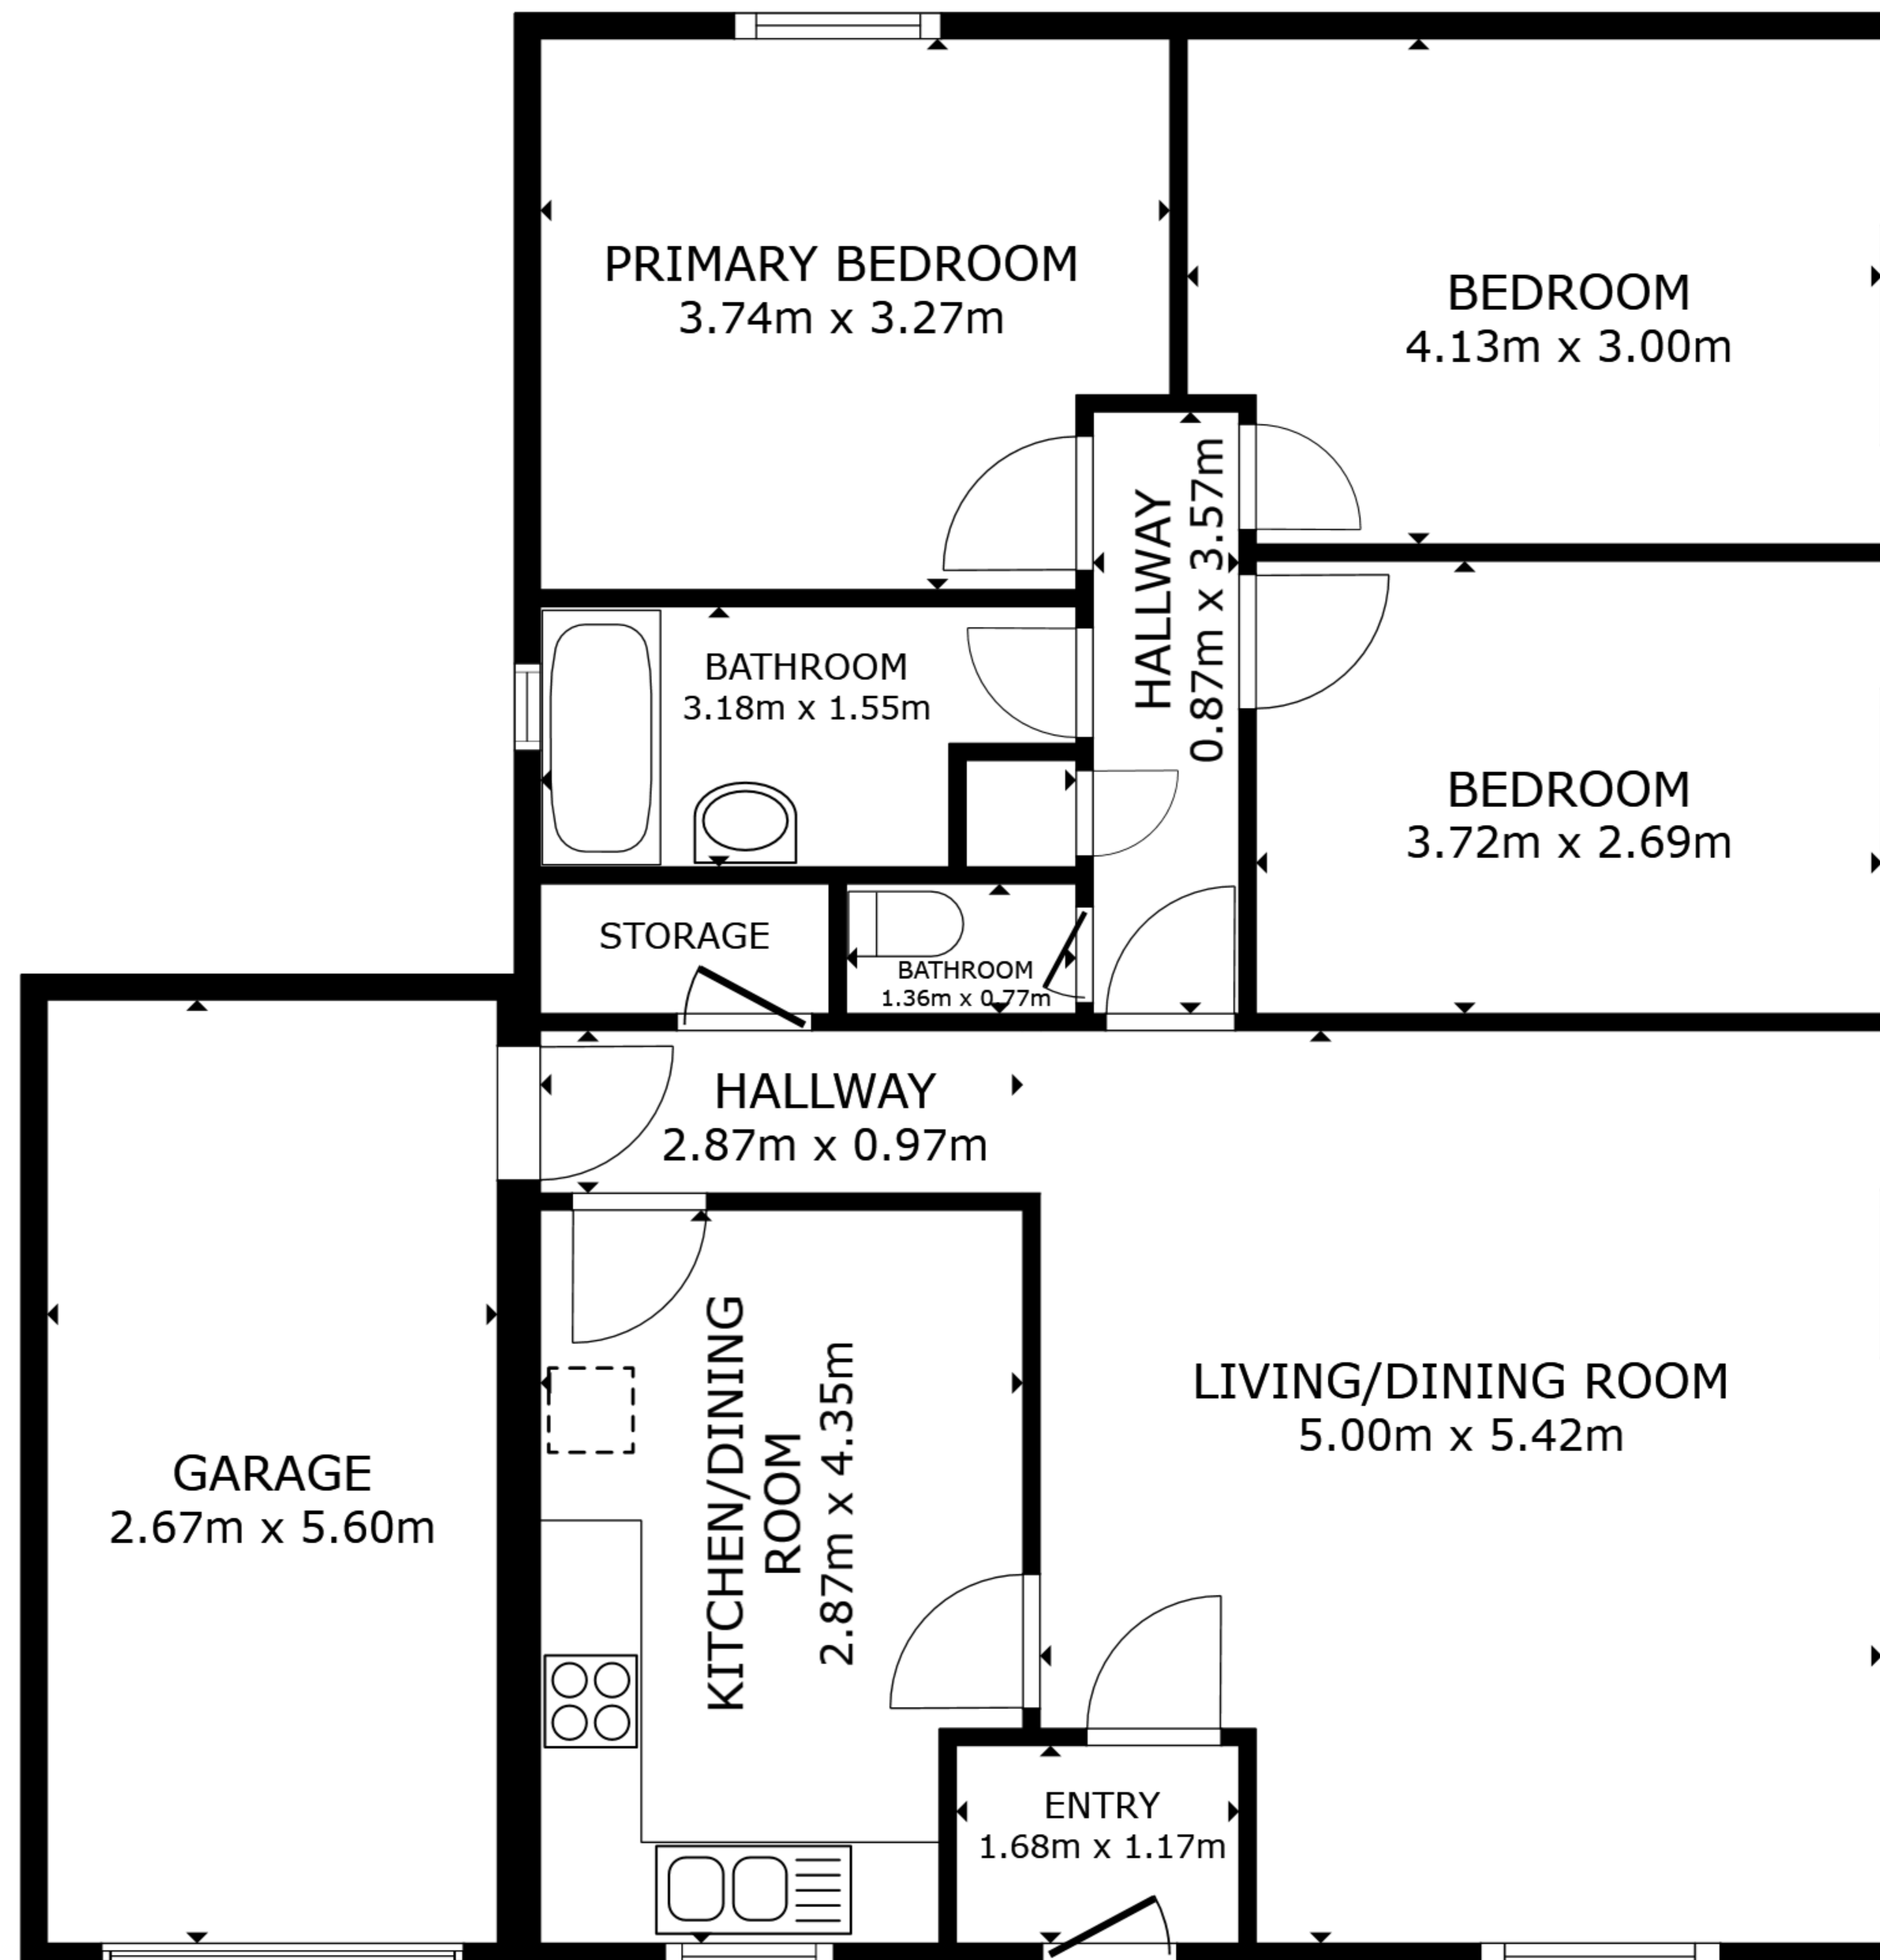 PRIMARY BEDROOM
3.74m x 3.27m
BEDROOM
4.13m x 3.00m
HALLWAY
0.87m x 3.57m
BATHROOM
3.18m x 1.55m
BEDROOM
3.72m x 2.69m
STORAGE
BATHROOM
1.36m x 0.77m
HALLWAY
2.87m x 0.97m
KITCHEN/DINING
ROOM
2.87m x 4.35m
LIVING/DINING ROOM
5.00m x 5.42m
GARAGE
2.67m x 5.60m
ENTRY
1.68m x 1.17m